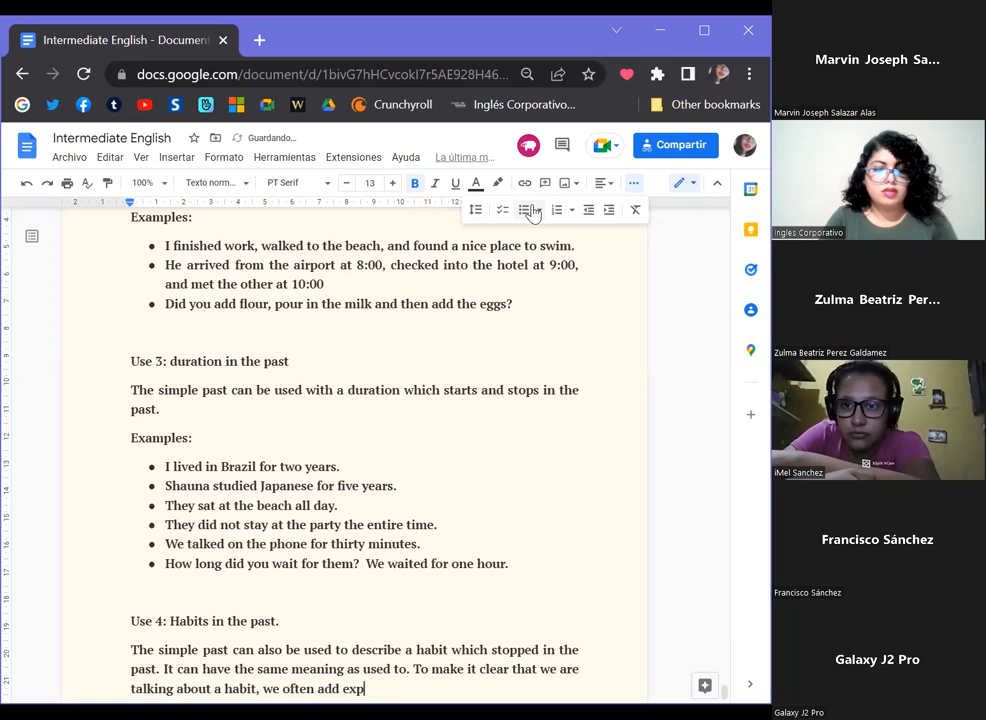 Intermediate English - Document
docs.google.com/document/d/1bivG7hHCvcokI7r5AE928H46...
Crunchyroll
Inglés Corporativo...
Other bookmarks
Intermediate English
Guardando...
Archivo Editar Ver Insertar Formato Herramientas Extensiones Ayuda La última m...
Compartir
100% Texto norm... PT Serif 13
Examples:
I finished work, walked to the beach, and found a nice place to swim.
He arrived from the airport at 8:00, checked into the hotel at 9:00,
and met the other at 10:00
Did you add flour, pour in the milk and then add the eggs?
Use 3: duration in the past
The simple past can be used with a duration which starts and stops in the
past.
Examples:
I lived in Brazil for two years.
Shauna studied Japanese for five years.
They sat at the beach all day.
They did not stay at the party the entire time.
We talked on the phone for thirty minutes.
How long did you wait for them? We waited for one hour.
Use 4: Habits in the past.
The simple past can also be used to describe a habit which stopped in the
past. It can have the same meaning as used to. To make it clear that we are
talking about a habit, we often add exp
Marvin Joseph Sa...
Marvin Joseph Salazar Alas
Ingles Corporativo
Zulma Beatriz Per...
Zulma Beatriz Perez Galdamez
iMel Sanchez
Francisco Sánchez
Francisco Sánchez
Galaxy J2 Pro
Galaxy J2 Pro